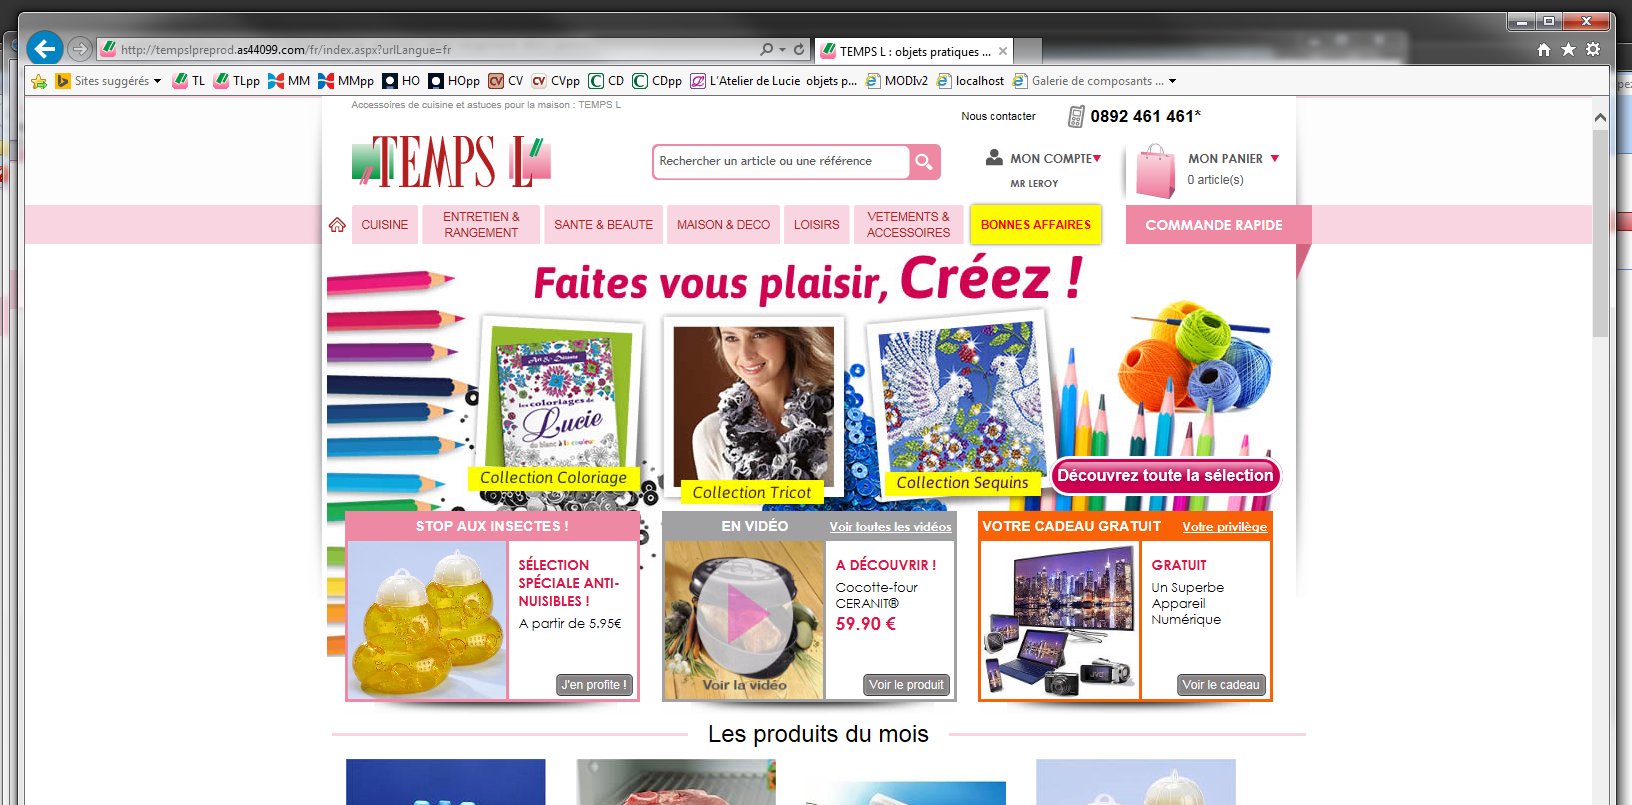 http://tempslpreprod.as44099.com/fr/index.aspx?urlLangue=fr
TEMPS L : objets pratiques ...
Sites suggérés
TL
TLpp
MM
MMpp
HO
HOpp
CV CV
CV CVpp
CD
CDpp
L'Atelier de Lucie objets p...
MODIv2
localhost
Galerie de composants ...
Accessoires de cuisine et astuces pour la maison : TEMPS L
Nous contacter
0892 461 461*
TEMPS L
Rechercher un article ou une référence
MON COMPTE
MR LEROY
MON PANIER
0 article(s)
CUISINE
ENTRETIEN &
RANGEMENT
SANTE & BEAUTE
MAISON & DECO
LOISIRS
VETEMENTS &
ACCESSOIRES
BONNES AFFAIRES
COMMANDE RAPIDE
Faites vous plaisir, Créez !
Art & Détente
les coloriages de
Lucie
du blanc à la couleur
Collection Coloriage
Collection Tricot
Collection Sequins
Découvrez toute la sélection
STOP AUX INSECTES !
SÉLECTION
SPÉCIALE ANTI-
NUISIBLES !
A partir de 5.95€
J'en profite !
EN VIDÉO
Voir toutes les vidéos
Voir la vidéo
A DÉCOUVRIR !
Cocotte-four
CERANIT®
59.90 €
Voir le produit
VOTRE CADEAU GRATUIT
Votre privilège
JVC
GRATUIT
Un Superbe
Appareil
Numérique
Voir le cadeau
Les produits du mois